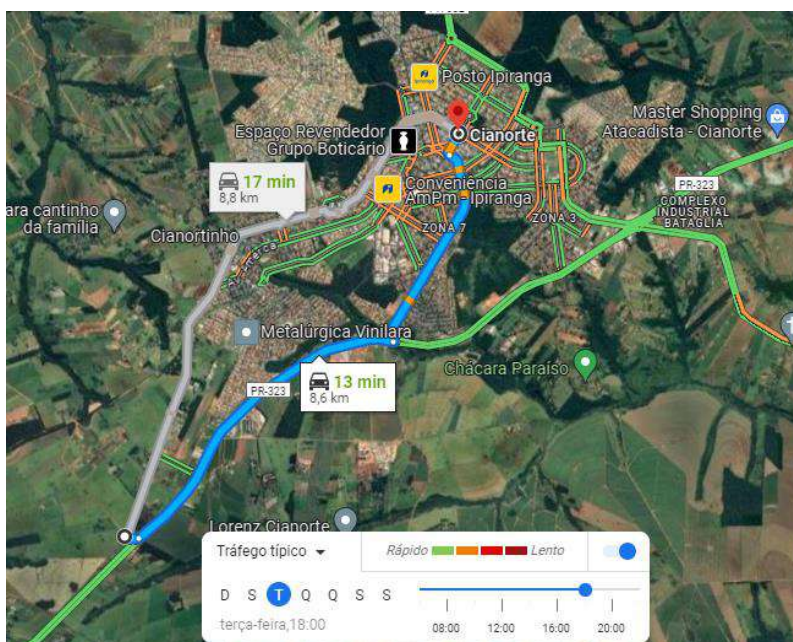 Posto Ipiranga
Espaço Revendedor
Grupo Boticário
Cianorte
Master Shopping
Atacadista - Cianorte
17 min
8,8 km
Conveniência
AmPm - Ipiranga
PR-323
COMPLEXO
INDUSTRIAL
BATAGLIA
ara cantinho
da família
ZONA 3
ZONA 7
Cianortinho
Metalúrgica Vinilara
Chácara Paraíso
13 min
8,6 km
PR-323
Lorenz Cianorte
Tráfego típico
Rápido
Lento
D S T Q Q S S
terça-feira,18:00
08:00 12:00 16:00 20:00